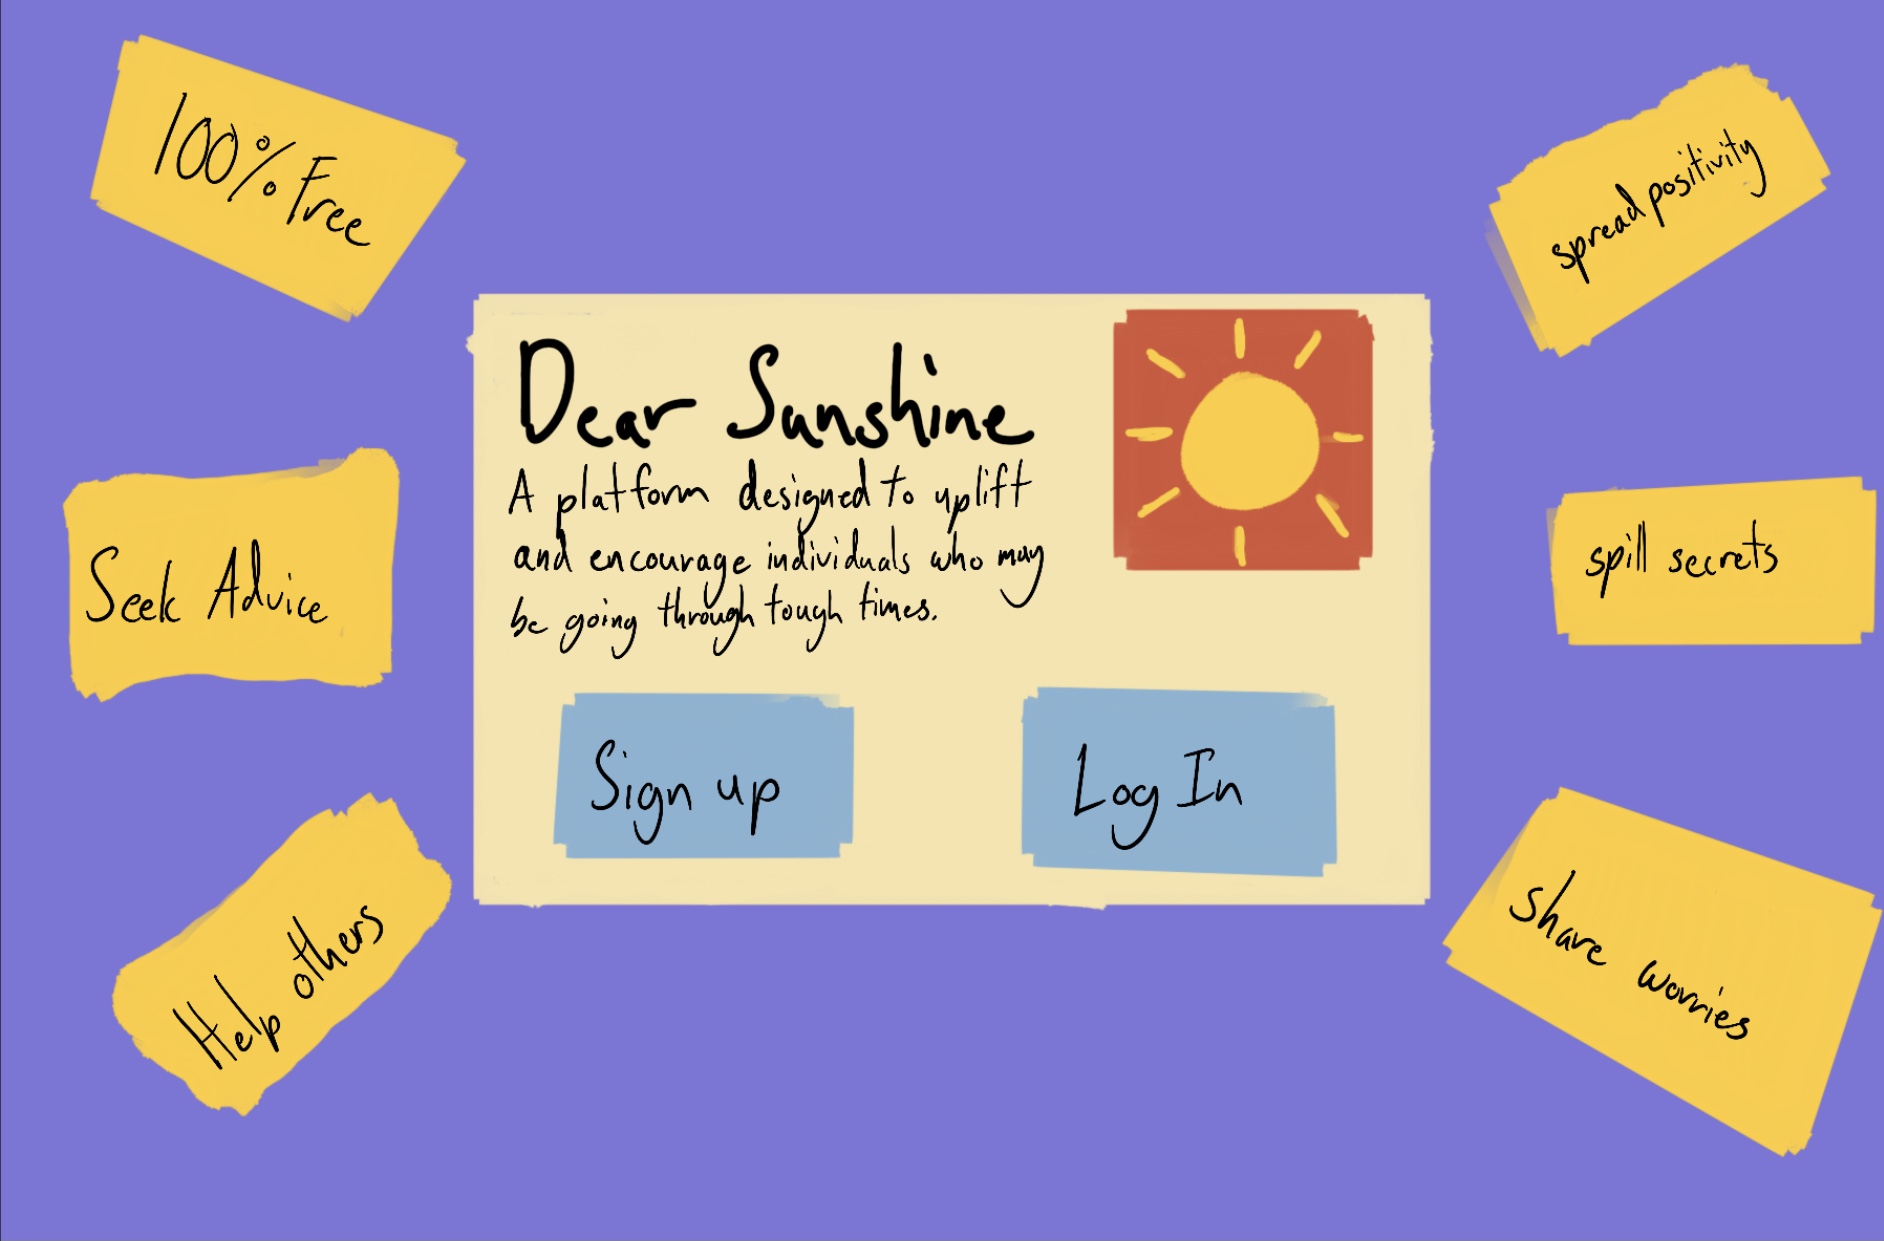 100% Free
spread positivity
Dear Sunshine
A platform designed to uplift
and encourage individuals who may
be going through tough times.
Seek Advice
spill secrets
Sign up
Log In
Help others
share worries